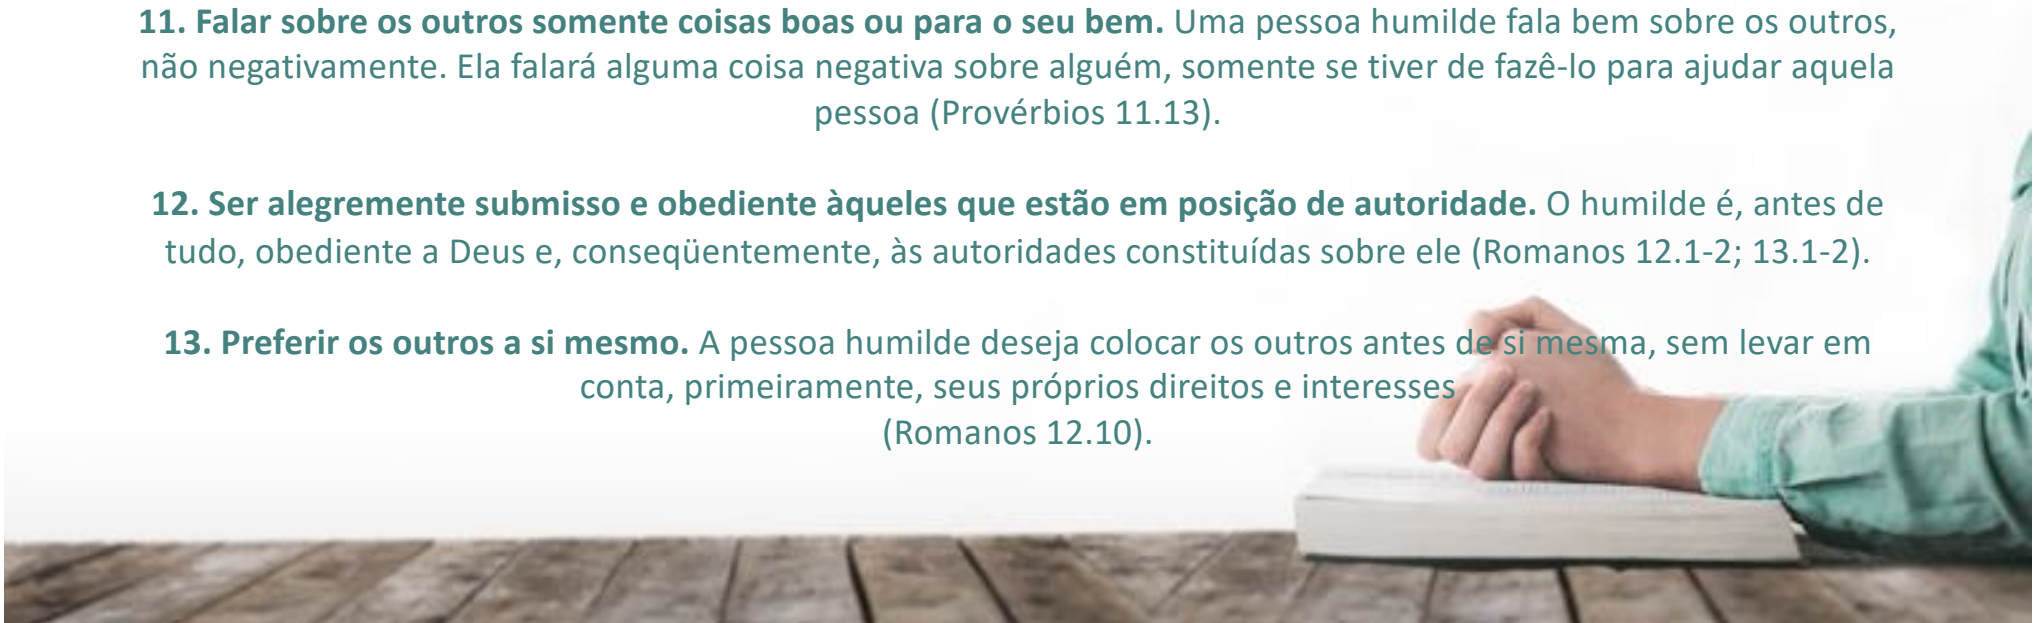 11. Falar sobre os outros somente coisas boas ou para o seu bem. Uma pessoa humilde fala bem sobre os outros,
não negativamente. Ela falará alguma coisa negativa sobre alguém, somente se tiver de fazê-lo para ajudar aquela
pessoa (Provérbios 11.13).
12. Ser alegremente submisso e obediente àqueles que estão em posição de autoridade. O humilde é, antes de
tudo, obediente a Deus e, conseqüentemente, às autoridades constituídas sobre ele (Romanos 12.1-2; 13.1-2).
13. Preferir os outros a si mesmo. A pessoa humilde deseja colocar os outros antes de si mesma, sem levar em
conta, primeiramente, seus próprios direitos e interesses
(Romanos 12.10).